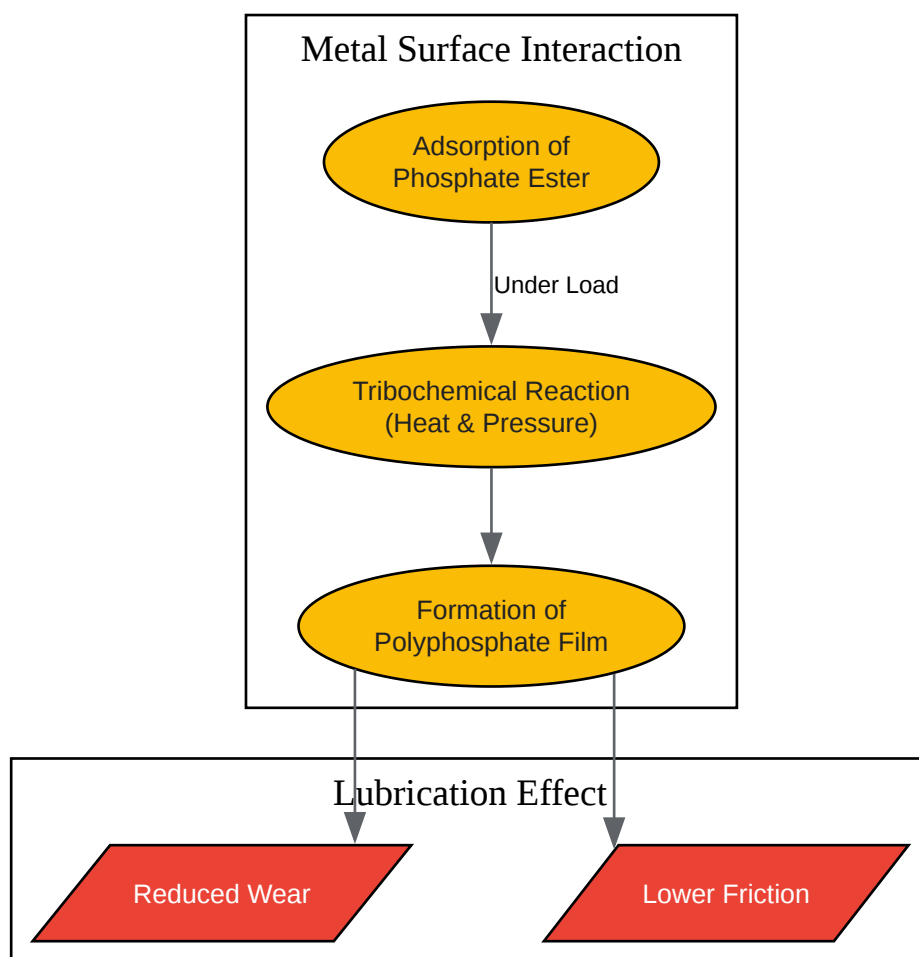 Metal Surface Interaction
Adsorption of
Phosphate Ester
Under Load
Tribochemical Reaction
(Heat & Pressure)
Formation of
Polyphosphate Film
Lubrication Effect
Reduced Wear
Lower Friction